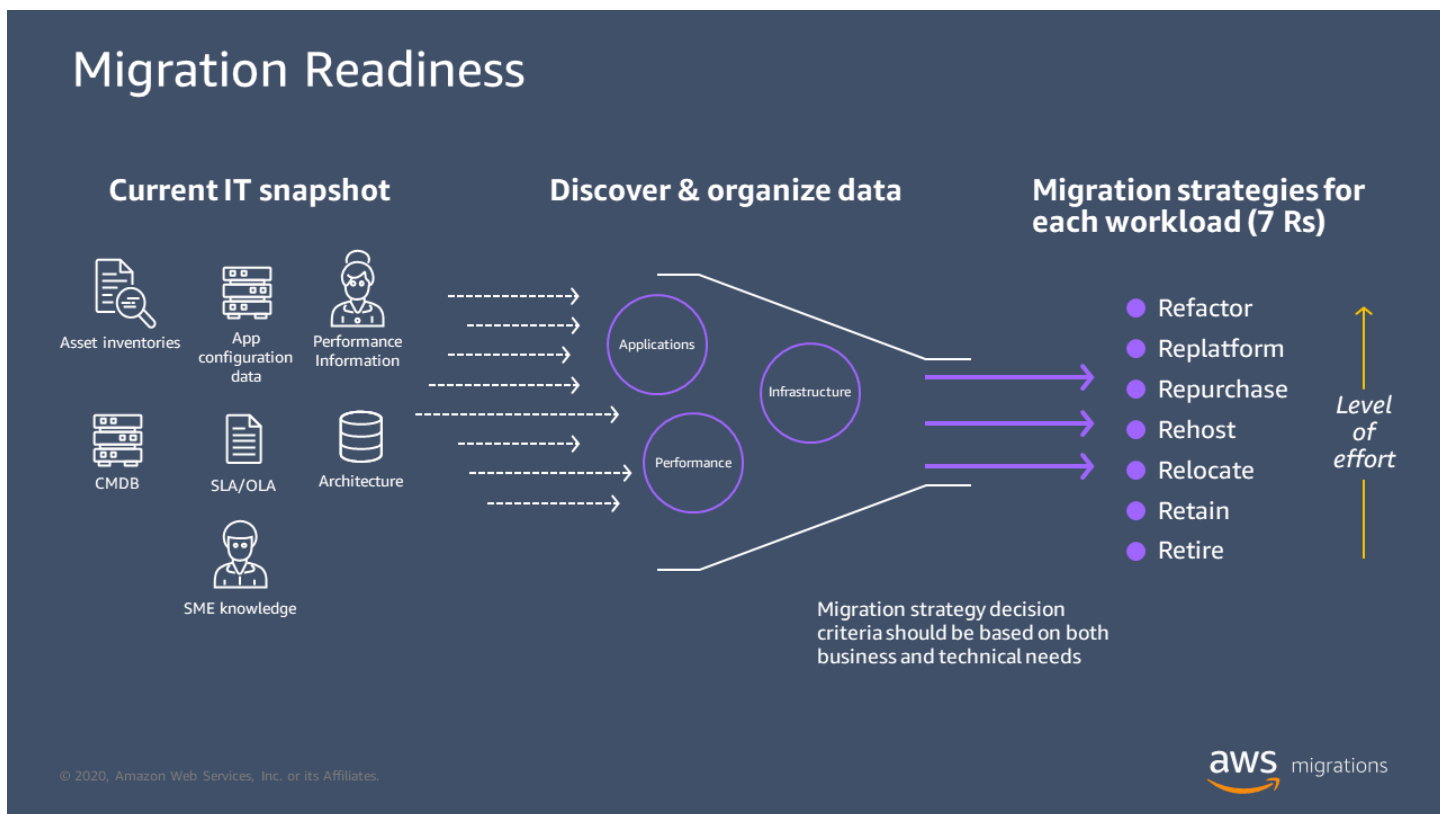 Migration Readiness
Current IT snapshot
Asset inventories
App
configuration
data
Performance
Information
CMDB
SLA/OLA
Architecture
SME knowledge
Discover & organize data
Applications
Infrastructure
Performance
Migration strategies for
each workload (7 Rs)
Refactor
Replatform
Repurchase
Rehost
Relocate
Retain
Retire
Level
of
effort
Migration strategy decision
criteria should be based on both
business and technical needs
© 2020, Amazon Web Services, Inc. or its Affiliates.
aws migrations